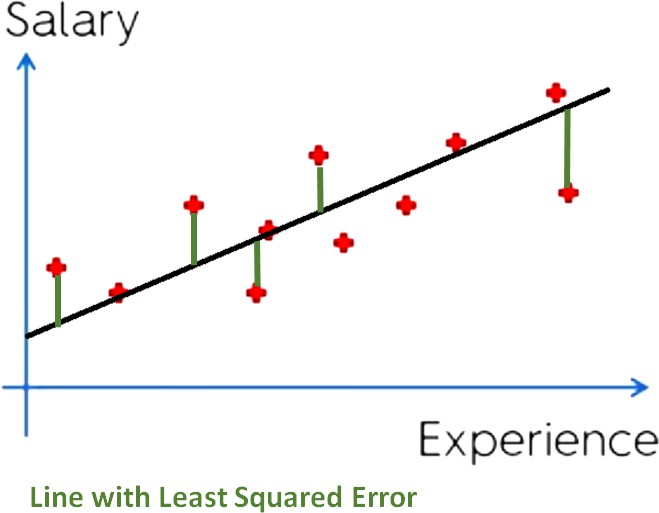 Salary
Experience
Line with Least Squared Error